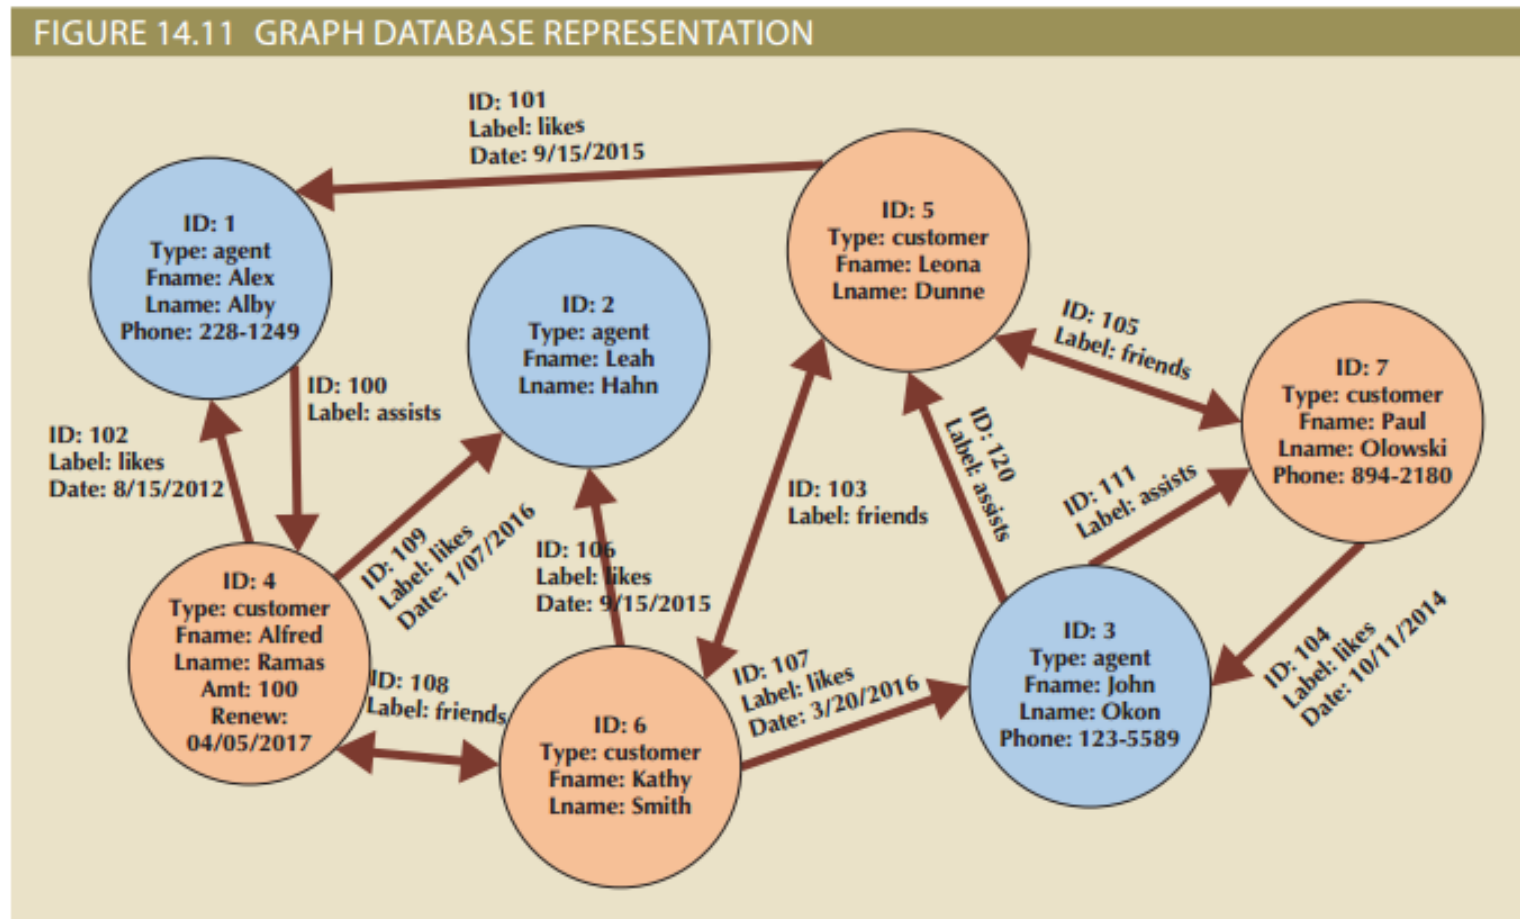 FIGURE 14.11 GRAPH DATABASE REPRESENTATION
ID: 101
Label: likes
Date: 9/15/2015
ID: 1
Type: agent
Fname: Alex
Lname: Alby
Phone: 228-1249
ID: 2
Type: agent
Fname: Leah
Lname: Hahn
ID: 5
Type: customer
Fname: Leona
Lname: Dunne
ID: 105
Label: friends
ID: 7
Type: customer
Fname: Paul
Lname: Olowski
Phone: 894-2180
ID: 100
Label: assists
ID: 102
Label: likes
Date: 8/15/2012
ID: 109
Label: likes
Date: 1/07/2016
ID: 106
Label: likes
Date: 9/15/2015
ID: 103
Label: friends
ID: 120
Label: assists
ID: 111
Label: assists
ID: 4
Type: customer
Fname: Alfred
Lname: Ramas
Amt: 100
Renew:
04/05/2017
ID: 108
Label: friends
ID: 6
Type: customer
Fname: Kathy
Lname: Smith
ID: 107
Label: likes
Date: 3/20/2016
ID: 3
Type: agent
Fname: John
Lname: Okon
Phone: 123-5589
ID: 104
Label: likes
Date: 10/11/2014